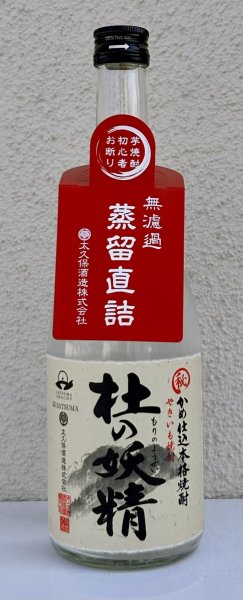 芋焼酎
初心者
お断り
無濾過
蒸留直詰
太久保酒造株式会社
㊙
かめ仕込本格焼酎
やきいも焼酎
杜の妖精
もりのようせい
SATSUMA
太久保酒造株式会社